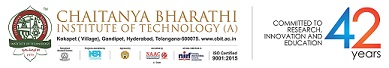 CHAITANYA BHARATHI
INSTITUTE OF TECHNOLOGY (A)
Kokapet ( Village), Gandipet, Hyderabad, Telangana-500075. www.cbit.ac.in
ISO Certified
9001:2015
COMMITTED TO
RESEARCH,
INNOVATION AND
EDUCATION
42
years